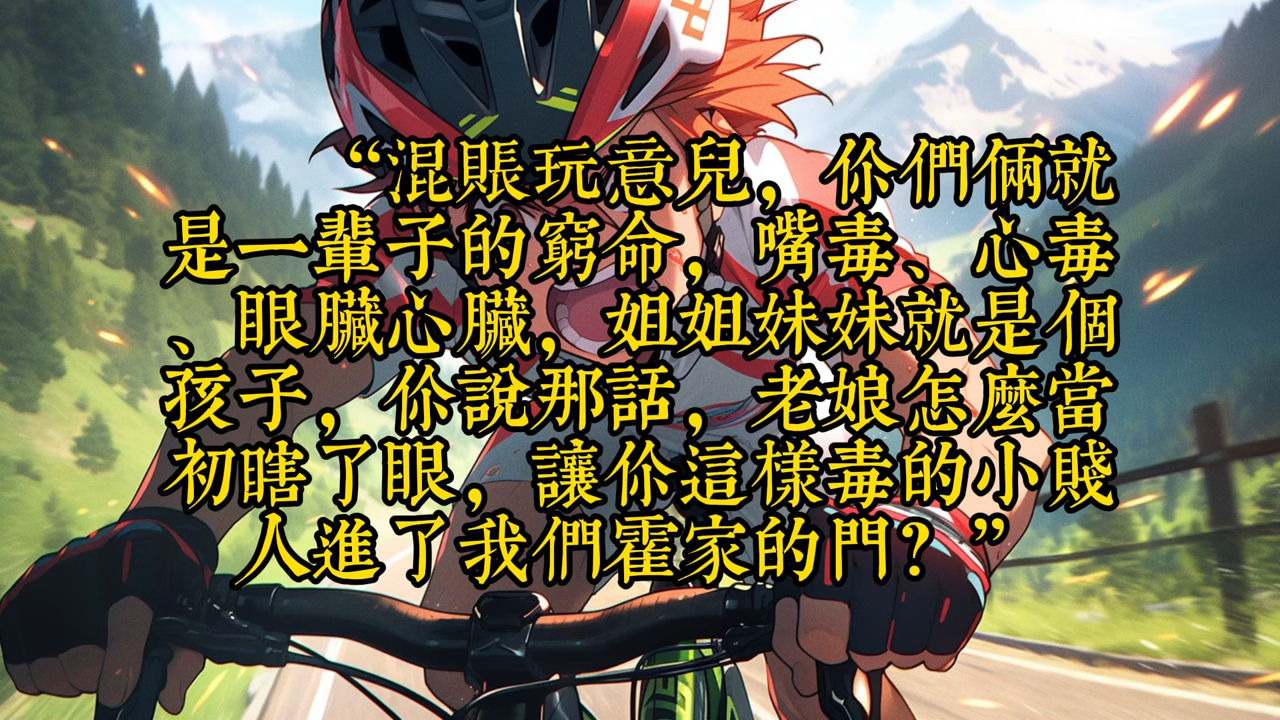 “混賬玩意兒，你們倆就
是一輩子的窮命，嘴毒、心毒
、眼臟心臟，姐姐妹妹就是個
孩子，你說那話，老娘怎麼當
初瞎了眼，讓你這樣毒的小賤
人進了我們霍家的門？”